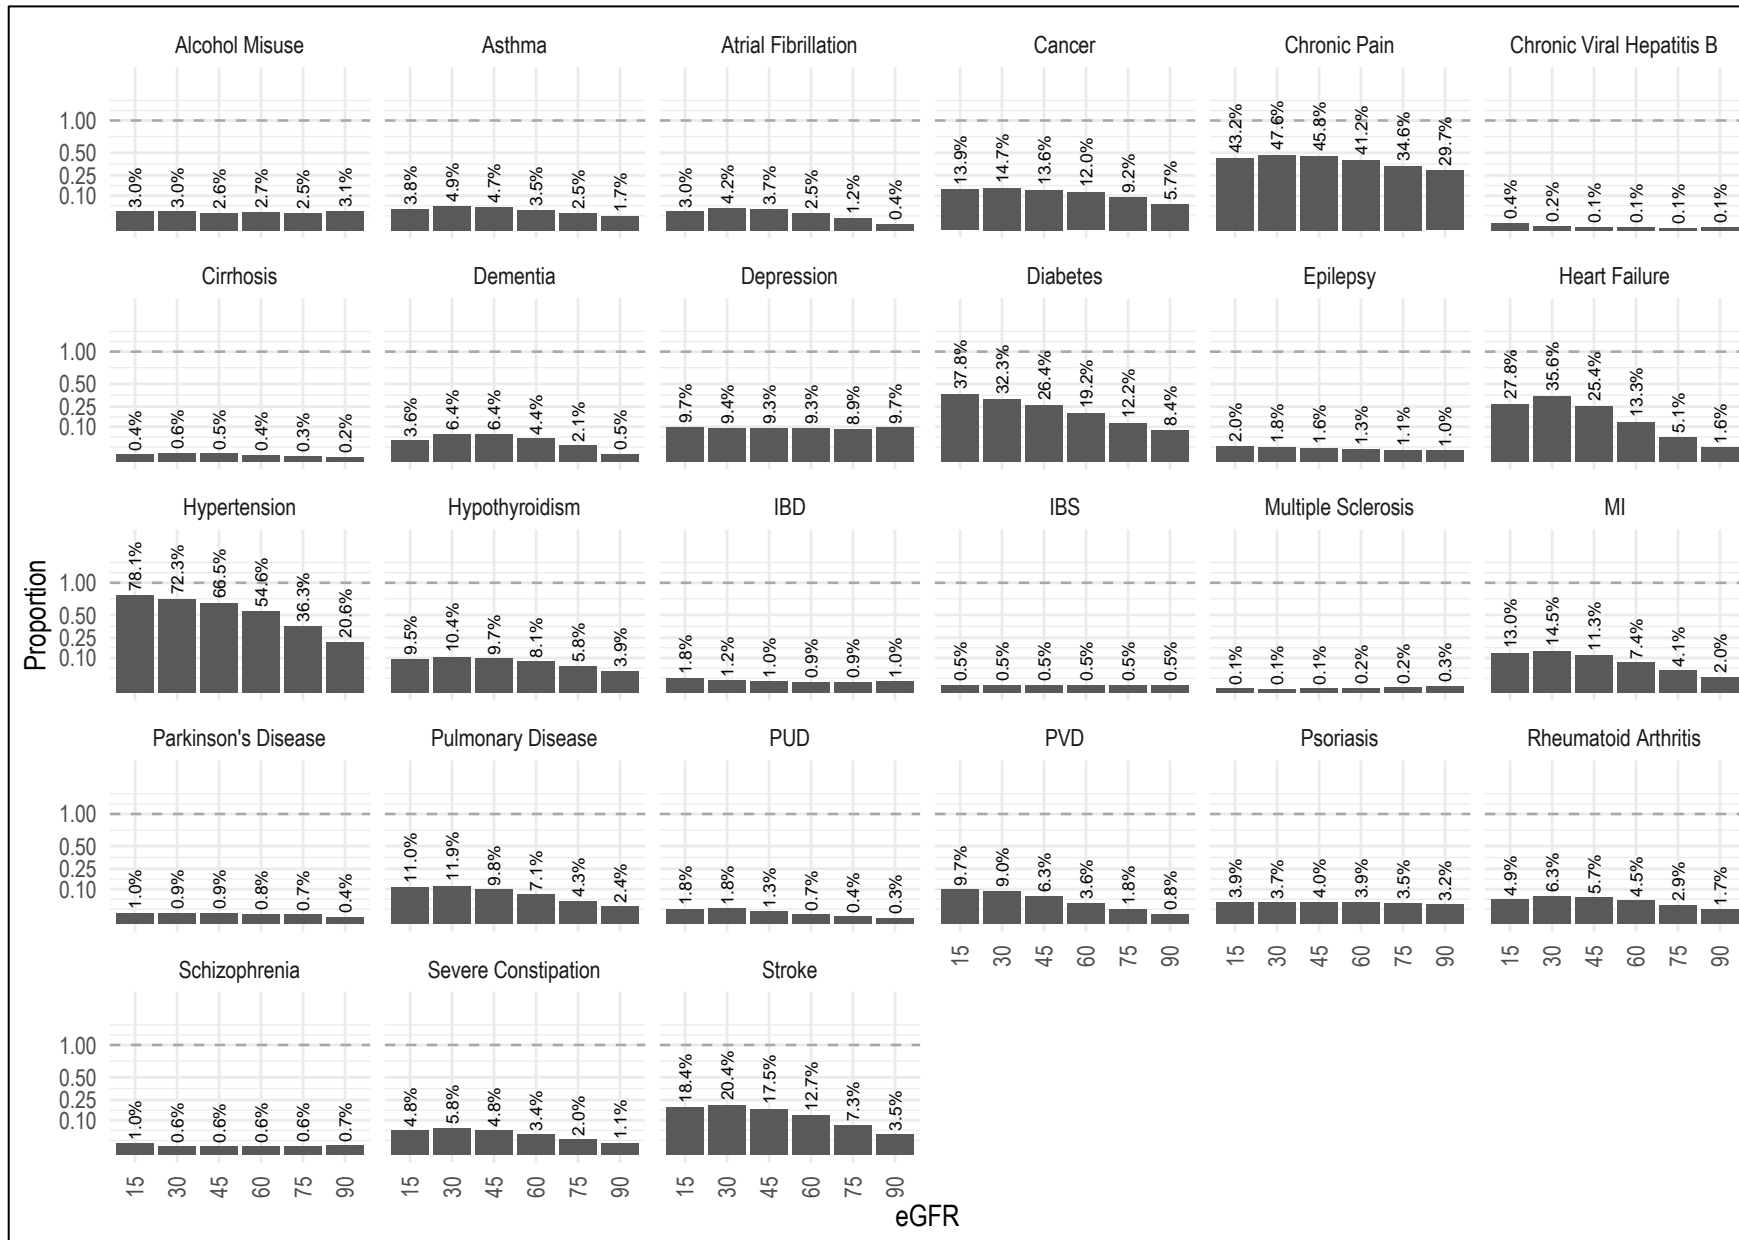 Alcohol Misuse Asthma Atrial Fibrillation Cancer Chronic Pain Chronic Viral Hepatitis B
1.00
0.50
0.25
0.10
3.0% 3.0% 2.6% 2.7% 2.5% 3.1%
3.8% 4.9% 4.7% 3.5% 2.5% 1.7%
3.0% 4.2% 3.7% 2.5% 1.2% 0.4%
13.9% 14.7% 13.6% 12.0% 9.2% 5.7%
43.2% 47.6% 45.8% 41.2% 34.6% 29.7%
0.4% 0.2% 0.1% 0.1% 0.1% 0.1%
Cirrhosis Dementia Depression Diabetes Epilepsy Heart Failure
1.00
0.50
0.25
0.10
0.4% 0.6% 0.5% 0.4% 0.3% 0.2%
3.6% 6.4% 6.4% 4.4% 2.1% 0.5%
9.7% 9.4% 9.3% 9.3% 8.9% 9.7%
37.8% 32.3% 26.4% 19.2% 12.2% 8.4%
2.0% 1.8% 1.6% 1.3% 1.1% 1.0%
27.8% 35.6% 25.4% 13.3% 5.1% 1.6%
Hypertension Hypothyroidism IBD IBS Multiple Sclerosis MI
Proportion
1.00
0.50
0.25
0.10
78.1% 72.3% 66.5% 54.6% 36.3% 20.6%
9.5% 10.4% 9.7% 8.1% 5.8% 3.9%
1.8% 1.2% 1.0% 0.9% 0.9% 1.0%
0.5% 0.5% 0.5% 0.5% 0.5% 0.5%
0.1% 0.1% 0.1% 0.2% 0.2% 0.3%
13.0% 14.5% 11.3% 7.4% 4.1% 2.0%
Parkinson's Disease Pulmonary Disease PUD PVD Psoriasis Rheumatoid Arthritis
1.00
0.50
0.25
0.10
1.0% 0.9% 0.9% 0.8% 0.7% 0.4%
11.0% 11.9% 9.8% 7.1% 4.3% 2.4%
1.8% 1.8% 1.3% 0.7% 0.4% 0.3%
9.7% 9.0% 6.3% 3.6% 1.8% 0.8%
3.9% 3.7% 4.0% 3.9% 3.5% 3.2%
4.9% 6.3% 5.7% 4.5% 2.9% 1.7%
15 30 45 60 75 90
15 30 45 60 75 90
15 30 45 60 75 90
Schizophrenia Severe Constipation Stroke
1.00
0.50
0.25
0.10
1.0% 0.6% 0.6% 0.6% 0.6% 0.7%
4.8% 5.8% 4.8% 3.4% 2.0% 1.1%
18.4% 20.4% 17.5% 12.7% 7.3% 3.5%
15 30 45 60 75 90
15 30 45 60 75 90
15 30 45 60 75 90
eGFR